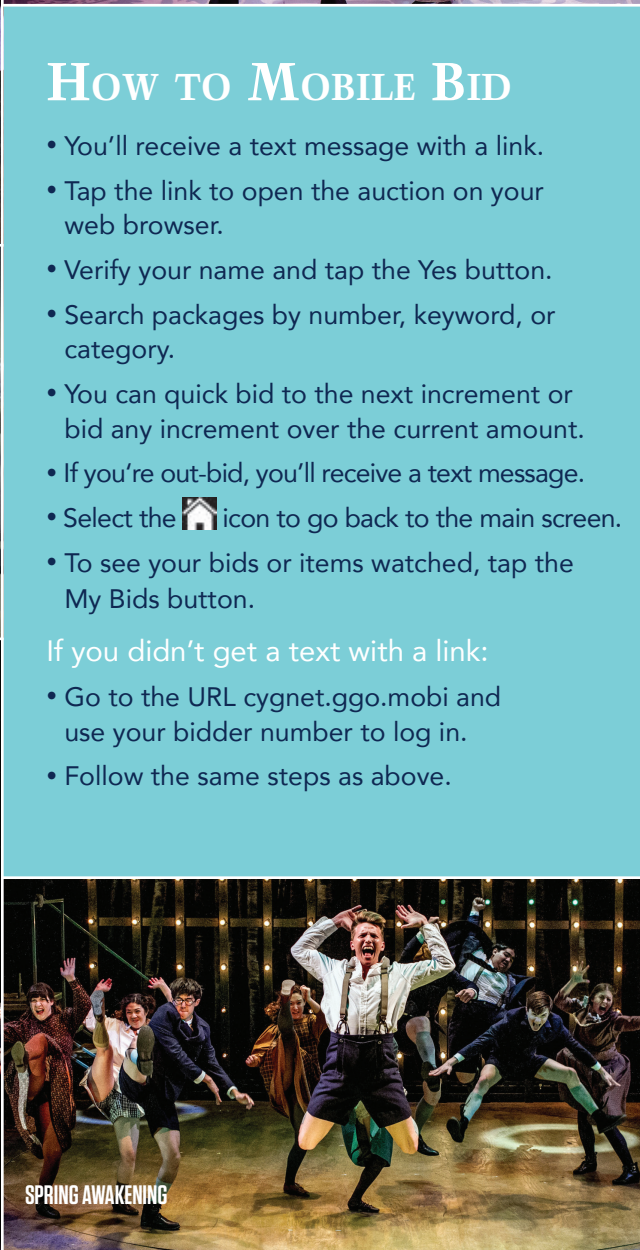 How to Mobile Bid
• You'll receive a text message with a link.
• Tap the link to open the auction on your
web browser.
• Verify your name and tap the Yes button.
• Search packages by number, keyword, or
category.
• You can quick bid to the next increment or
bid any increment over the current amount.
• If you're out-bid, you'll receive a text message.
• Select the icon to go back to the main screen.
• To see your bids or items watched, tap the
My Bids button.
If you didn't get a text with a link:
• Go to the URL cygnet.ggo.mobi and
use your bidder number to log in.
• Follow the same steps as above.
SPRING AWAKENING